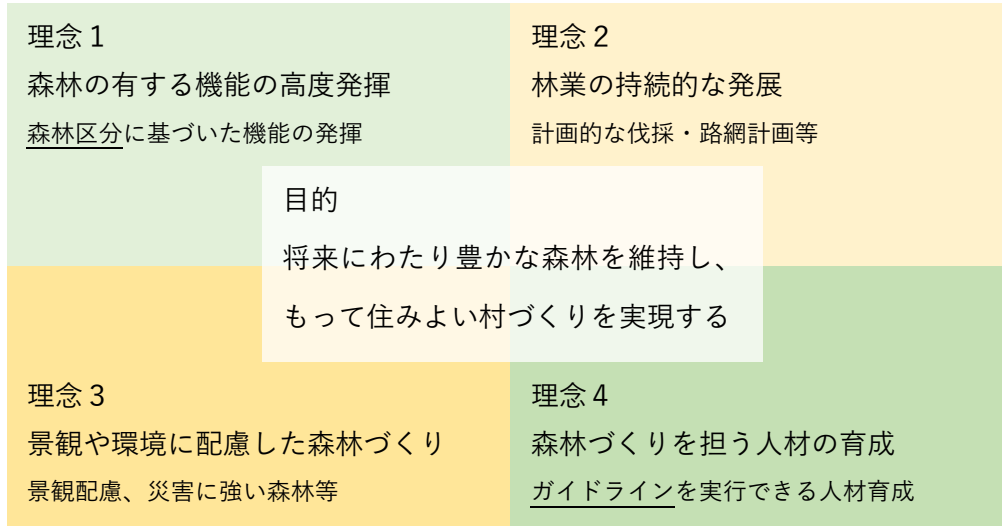 理念１
森林の有する機能の高度発揮
森林区分に基づいた機能の発揮
理念２
林業の持続的な発展
計画的な伐採・路網計画等
目的
将来にわたり豊かな森林を維持し、
もって住みよい村づくりを実現する
理念３
景観や環境に配慮した森林づくり
景観配慮、災害に強い森林等
理念４
森林づくりを担う人材の育成
ガイドラインを実行できる人材育成